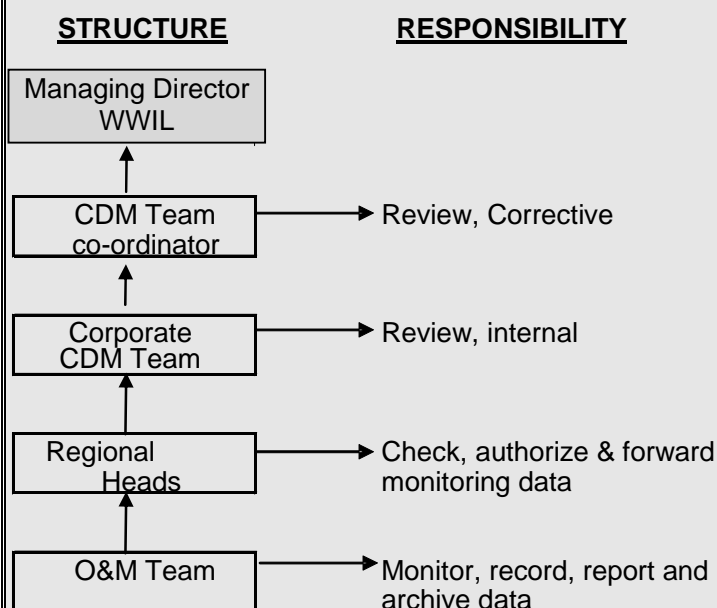 STRUCTURE RESPONSIBILITY
Managing Director
WWIL
CDM Team
co-ordinator
Review, Corrective
Corporate
CDM Team
Review, internal
Regional
Heads
Check, authorize & forward
monitoring data
O&M Team
Monitor, record, report and
archive data